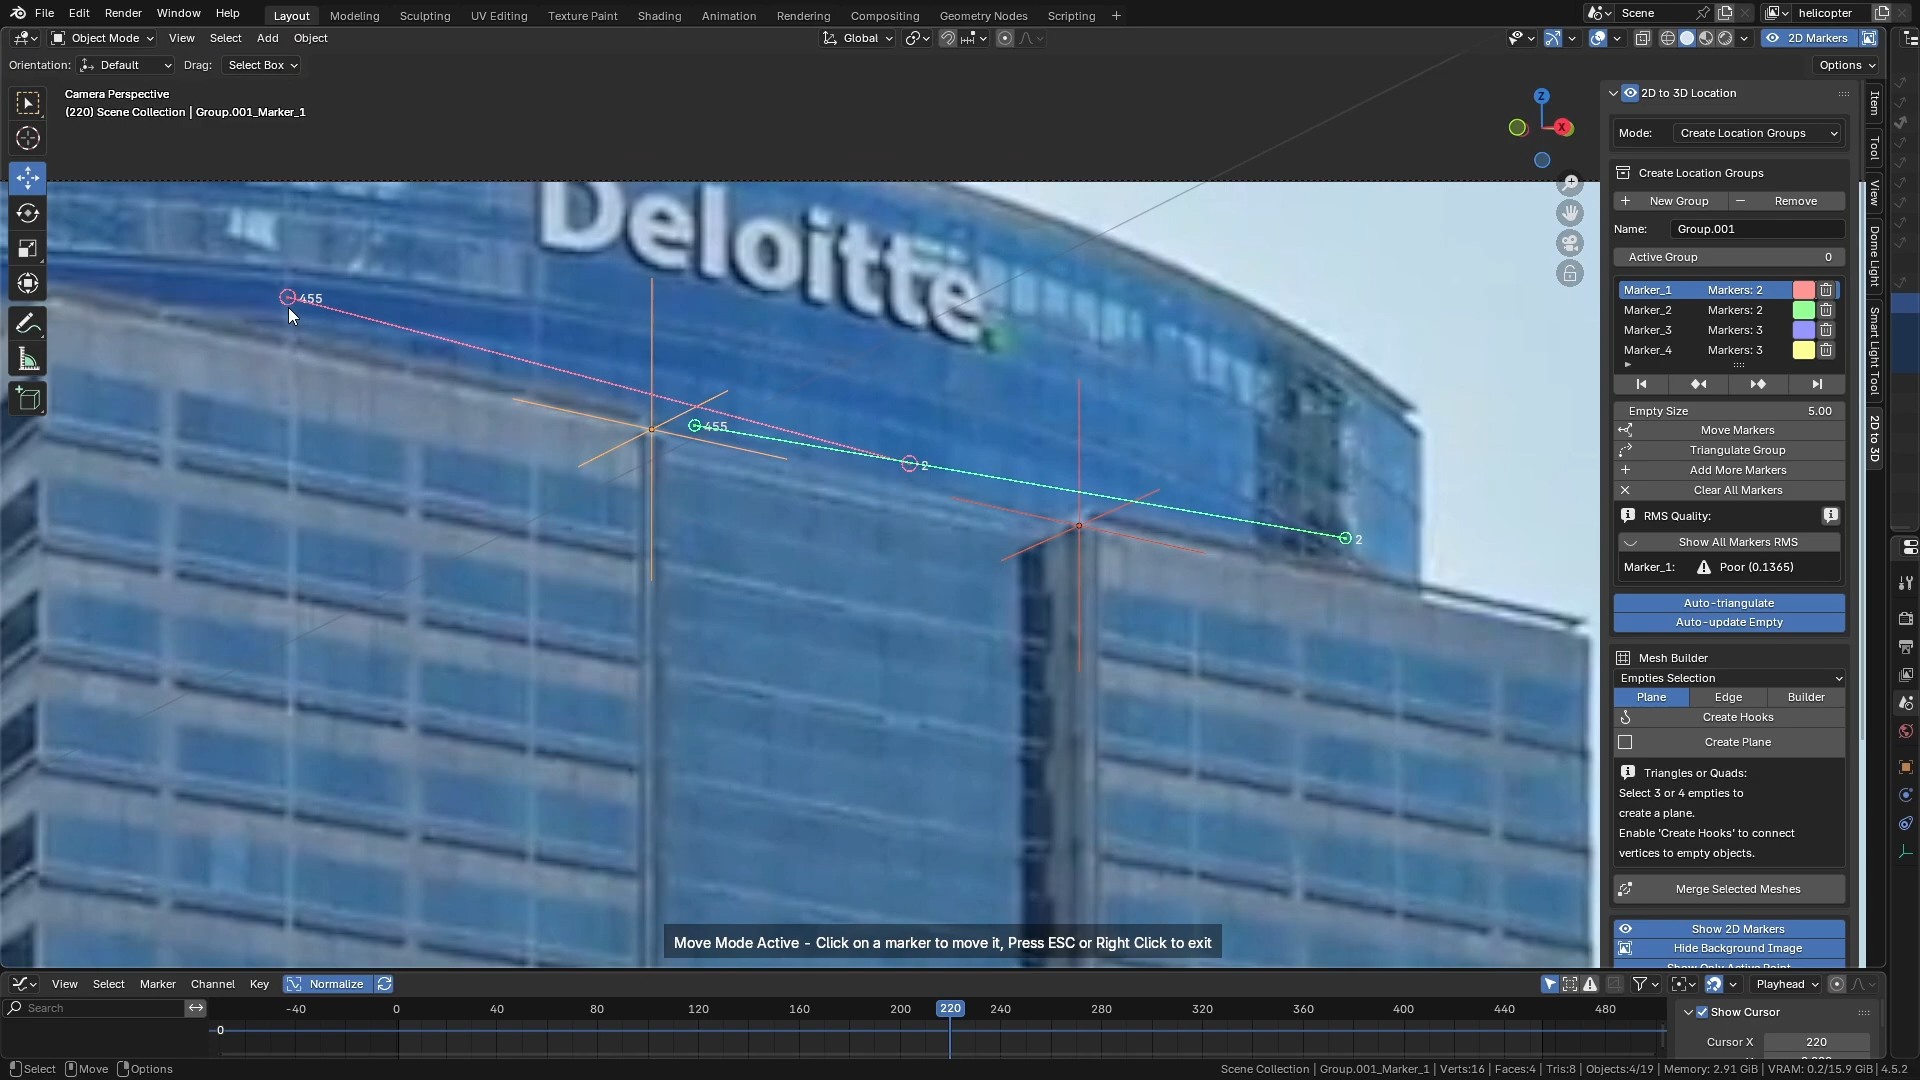 File Edit Render Window Help Layout Modeling Sculpting UV Editing Texture Paint Shading Animation Rendering Compositing Geometry Nodes Scripting + Scene helicopter
Object Mode View Select Add Object Global 2D Markers
Orientation: Default Drag: Select Box Options
Camera Perspective
(220) Scene Collection | Group.001_Marker_1
Z
X
Deloitte.
455
455
2
2
Move Mode Active - Click on a marker to move it, Press ESC or Right Click to exit
2D to 3D Location
Mode: Create Location Groups
Create Location Groups
+ New Group − Remove
Name: Group.001
Active Group 0
Marker_1 Markers: 2
Marker_2 Markers: 2
Marker_3 Markers: 3
Marker_4 Markers: 3
Empty Size 5.00
Move Markers
Triangulate Group
Add More Markers
Clear All Markers
RMS Quality:
Show All Markers RMS
Marker_1: Poor (0.1365)
Auto-triangulate
Auto-update Empty
Mesh Builder
Empties Selection
Plane Edge Builder
Create Hooks
Create Plane
Triangles or Quads:
Select 3 or 4 empties to
create a plane.
Enable 'Create Hooks' to connect
vertices to empty objects.
Merge Selected Meshes
Show 2D Markers
Hide Background Image
Show Only Active Point
Item
Tool
View
Dome Light
Smart Light Tool
2D to 3D
View Select Marker Channel Key Normalize Playhead
Search
-40 0 40 80 120 160 200 220 240 280 320 360 400 440 480
0
Show Cursor
Cursor X 220
Select Move Options
Scene Collection | Group.001_Marker_1 | Verts:16 | Faces:4 | Tris:8 | Objects:4/19 | Memory: 2.91 GiB | VRAM: 0.2/15.9 GiB | 4.5.2